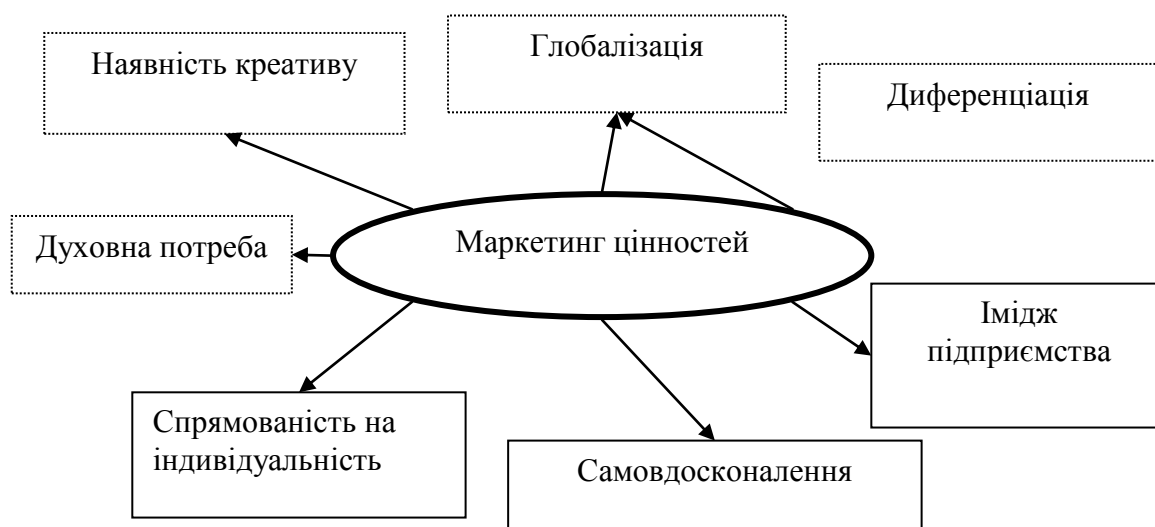 Наявність креативу
Глобалізація
Диференціація
Духовна потреба
Маркетинг цінностей
Імідж
підприємства
Спрямованість на
індивідуальність
Самовдосконалення